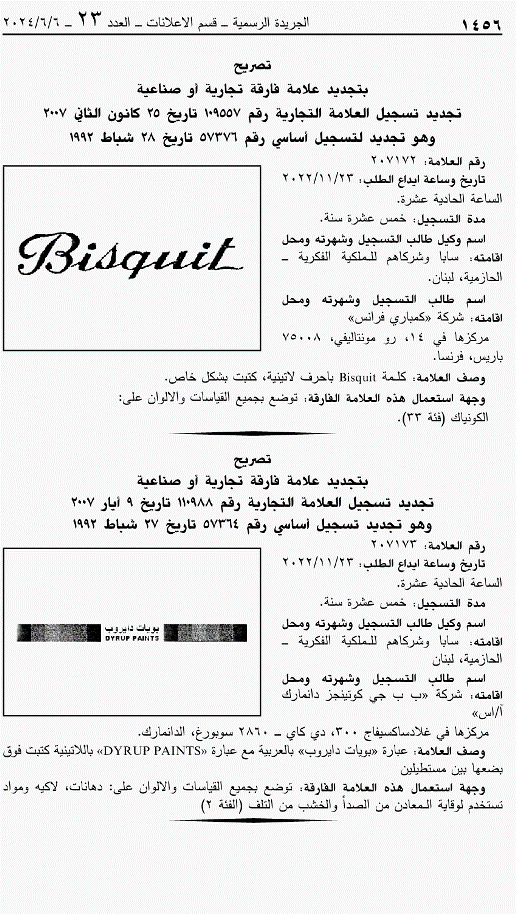 ١٤٥٦ الجريدة الرسمية ـ قسم الاعلانات ـ العدد ٢٣ ـ ٢٠٢٤/٦/٦
تصريح
بتجديد علامة فارقة تجارية أو صناعية
تجديد تسجيل العلامة التجارية رقم ١٠٩٥٥٧ تاريخ ٢٥ كانون الثاني ٢٠٠٧
وهو تجديد لتسجيل أساسي رقم ٥٧٣٧٦ تاريخ ٢٨ شباط ١٩٩٢
رقم العلامة: ٢٠٧١٧٢
تاريخ وساعة ايداع الطلب: ٢٠٢٢/١١/٢٣
الساعة الحادية عشرة.
مدة التسجيل: خمس عشرة سنة.
اسم وكيل طالب التسجيل وشهرته ومحل
اقامته: سابا وشركاهم للملكية الفكرية ـ
الحازمية، لبنان.
اسم طالب التسجيل وشهرته ومحل
اقامته: شركة «كمباري فرانس»
مركزها في ١٤، رو مونتاليفي، ٧٥٠٠٨
باريس، فرنسا.
Bisquit
وصف العلامة: كلمة Bisquit باحرف لاتينية، كتبت بشكل خاص.
وجهة استعمال هذه العلامة الفارقة: توضع بجميع القياسات والالوان على:
الكونياك (فئة ٣٣).
تصريح
بتجديد علامة فارقة تجارية أو صناعية
تجديد تسجيل العلامة التجارية رقم ١١٠٩٨٨ تاريخ ٩ أيار ٢٠٠٧
وهو تجديد تسجيل أساسي رقم ٥٧٣٦٤ تاريخ ٢٧ شباط ١٩٩٢
رقم العلامة: ٢٠٧١٧٣
تاريخ وساعة ايداع الطلب: ٢٠٢٢/١١/٢٣
الساعة الحادية عشرة.
مدة التسجيل: خمس عشرة سنة.
اسم وكيل طالب التسجيل وشهرته ومحل
اقامته: سابا وشركاهم للملكية الفكرية ـ
الحازمية، لبنان
اسم طالب التسجيل وشهرته ومحل
اقامته: شركة «ب ب جي كوتينجز دانمارك
أ/اس»
بويات دايروب
DYRUP PAINTS
مركزها في غلادساكسيفاج ٣٠٠، دي كاي ـ ٢٨٦٠ سوبورغ، الدانمارك.
وصف العلامة: عبارة «بويات دايروب» بالعربية مع عبارة «DYRUP PAINTS» باللاتينية كتبت فوق
بضعها بين مستطيلين
وجهة استعمال هذه العلامة الفارقة: توضع بجميع القياسات والالوان على: دهانات، لاكيه ومواد
تستخدم لوقاية المعادن من الصدأ والخشب من التلف (الفئة ٢)